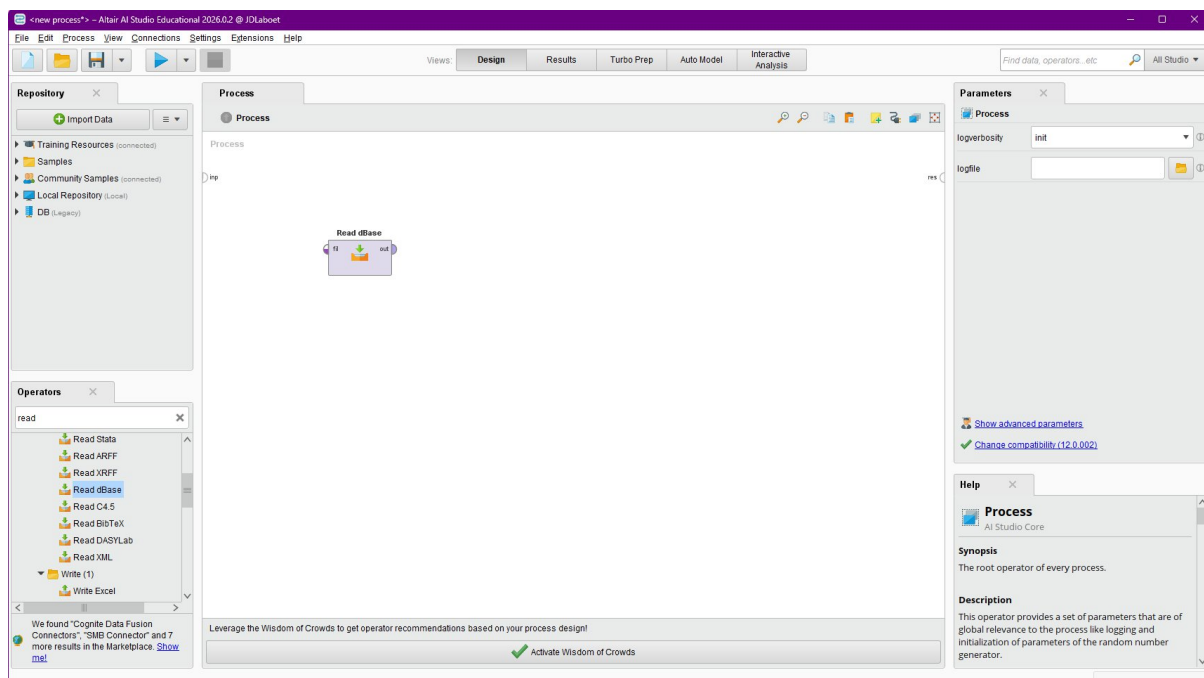 <new process*> – Altair AI Studio Educational 2026.0.2 @ JDLaboet
File Edit Process View Connections Settings Extensions Help
Views: Design Results Turbo Prep Auto Model Interactive Analysis
Find data, operators...etc All Studio
Repository
Import Data
Training Resources (connected)
Samples
Community Samples (connected)
Local Repository (Local)
DB (Legacy)
Operators
read
Read Stata
Read ARFF
Read XRFF
Read dBase
Read C4.5
Read BibTeX
Read DASYLab
Read XML
Write (1)
Write Excel
We found "Cognite Data Fusion
Connectors", "SMB Connector" and 7
more results in the Marketplace. Show
me!
Process
Process
Process
inp
res
Read dBase
fil out
Leverage the Wisdom of Crowds to get operator recommendations based on your process design!
Activate Wisdom of Crowds
Parameters
Process
logverbosity init
logfile
Show advanced parameters
Change compatibility (12.0.002)
Help
Process
AI Studio Core
Synopsis
The root operator of every process.
Description
This operator provides a set of parameters that are of
global relevance to the process like logging and
initialization of parameters of the random number
generator.